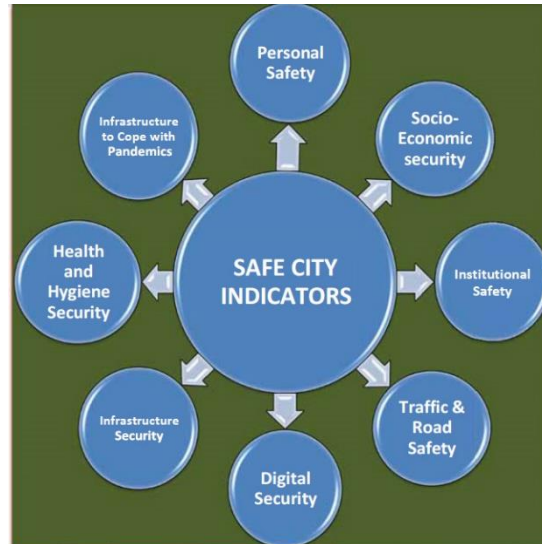 Personal
Safety
Socio-
Economic
security
Institutional
Safety
Traffic &
Road
Safety
Digital
Security
Infrastructure
Security
Health
and
Hygiene
Security
Infrastructure
to Cope with
Pandemics
SAFE CITY
INDICATORS